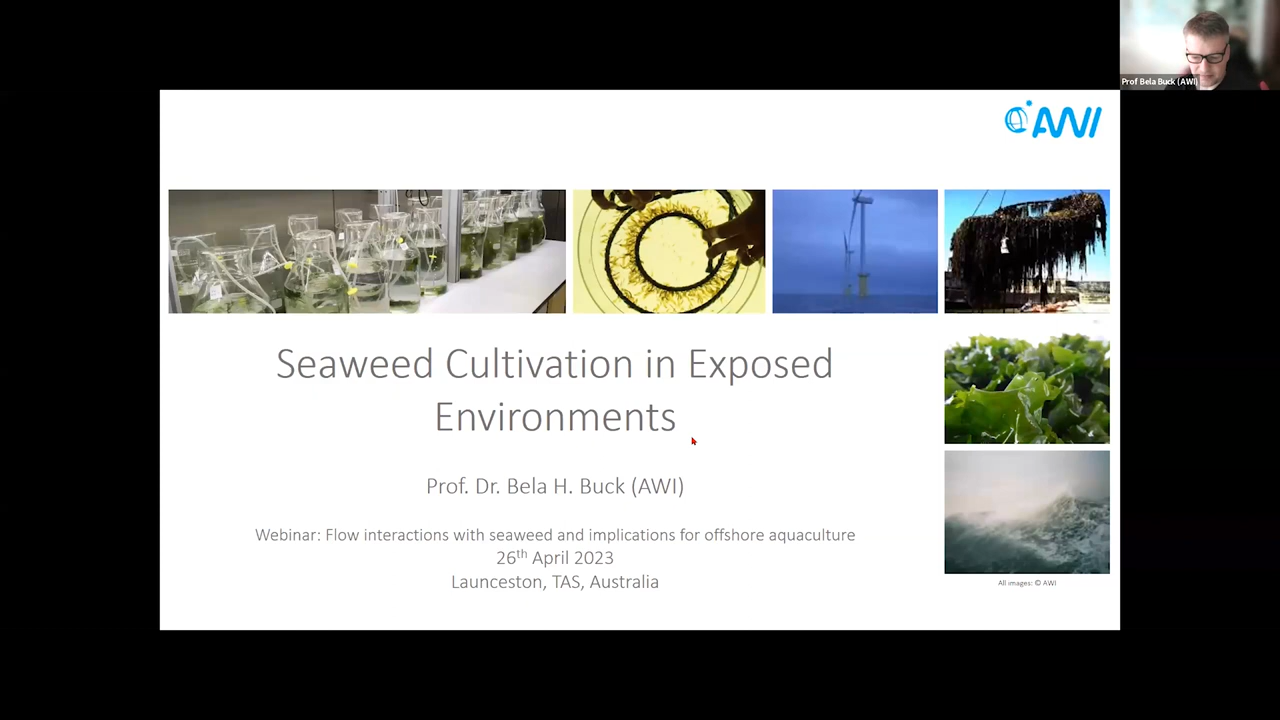 Prof Bela Buck (AWI)
AWI
Seaweed Cultivation in Exposed
Environments
Prof. Dr. Bela H. Buck (AWI)
Webinar: Flow interactions with seaweed and implications for offshore aquaculture
26th April 2023
Launceston, TAS, Australia
All images: © AWI